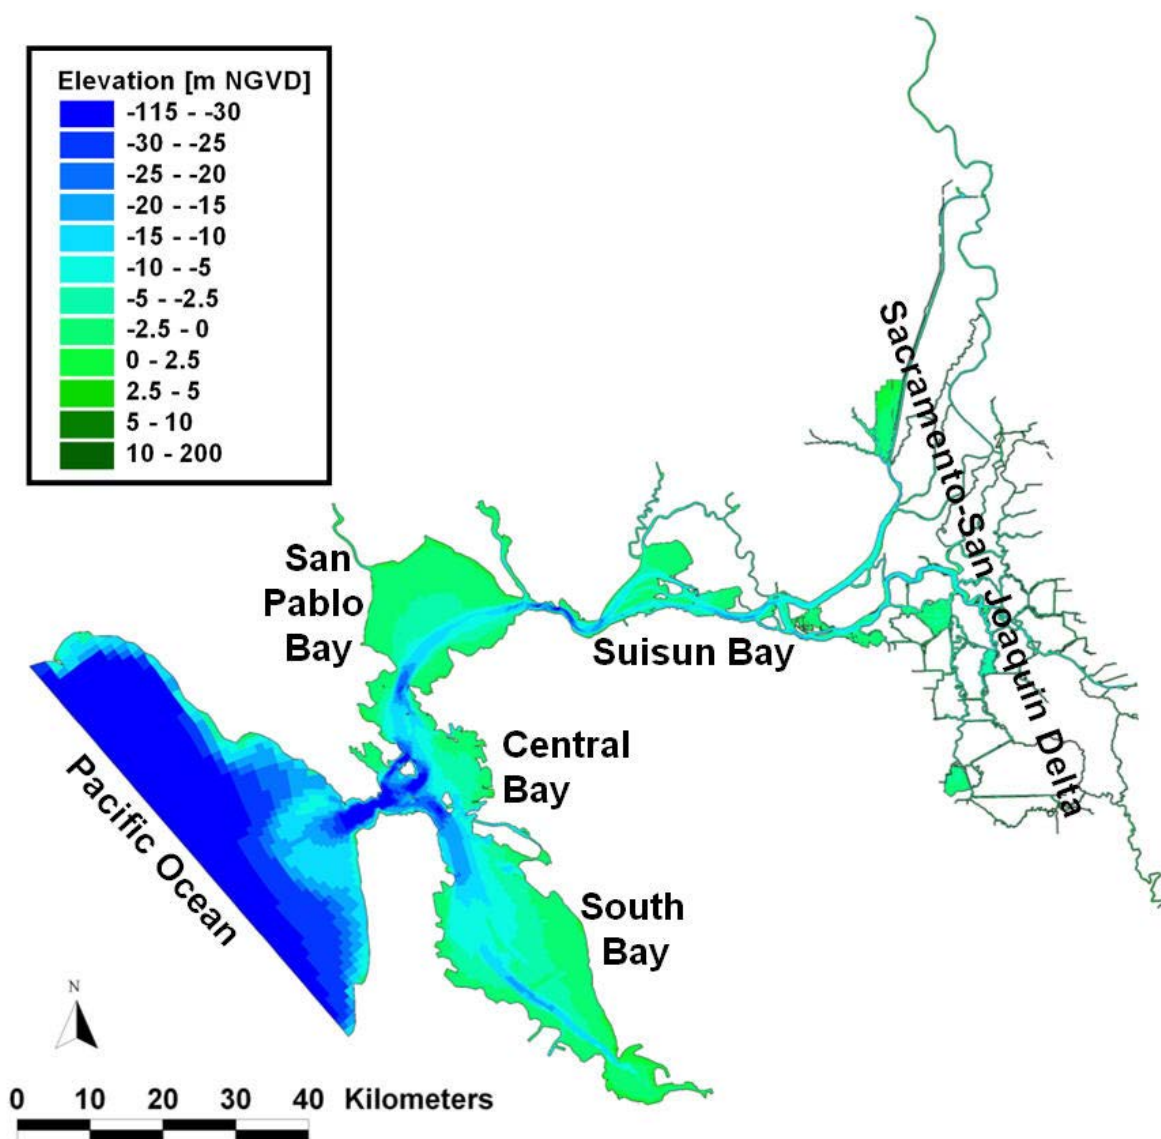 Elevation [m NGVD]
-115 - -30
-30 - -25
-25 - -20
-20 - -15
-15 - -10
-10 - -5
-5 - -2.5
-2.5 - 0
0 - 2.5
2.5 - 5
5 - 10
10 - 200
Sacramento-San Joaquin Delta
San
Pablo
Bay
Suisun Bay
Central
Bay
Pacific Ocean
South
Bay
N
0 10 20 30 40 Kilometers